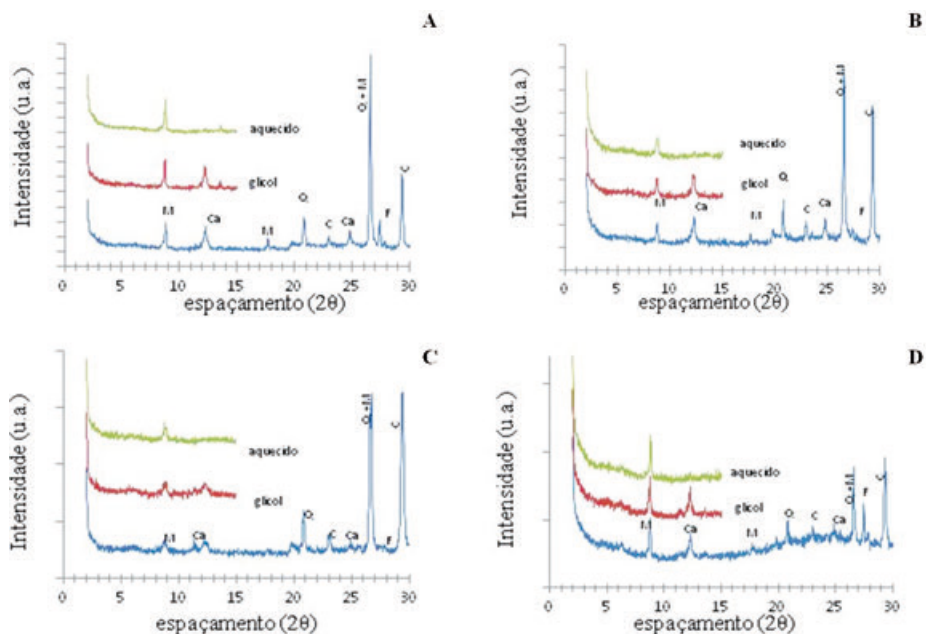 A
Intensidade (u.a.)
aquecido
glicol
M
Ca
M
Q
C
Ca
Q + M
F
C
0 5 10 15 20 25 30
espaçamento (2θ)
B
Intensidade (u.a.)
aquecido
glicol
M
Ca
M
Q
C
Ca
Q + M
F
C
0 5 10 15 20 25 30
espaçamento (2θ)
C
Intensidade (u.a.)
aquecido
glicol
M
Ca
Q
C
Ca
Q + M
F
C
0 5 10 15 20 25 30
espaçamento (2θ)
D
Intensidade (u.a.)
aquecido
glicol
M
Ca
M
Q
C
Ca
Q + M
F
C
0 5 10 15 20 25 30
espaçamento (2θ)